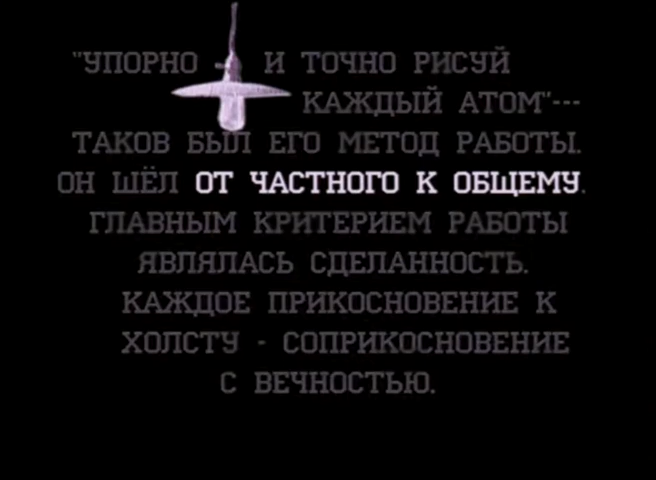 "УПОРНО И ТОЧНО РИСУЙ
КАЖДЫЙ АТОМ"---
ТАКОВ БЫЛ ЕГО МЕТОД РАБОТЫ.
ОН ШЁЛ ОТ ЧАСТНОГО К ОБЩЕМУ.
ГЛАВНЫМ КРИТЕРИЕМ РАБОТЫ
ЯВЛЯЛАСЬ СДЕЛАННОСТЬ.
КАЖДОЕ ПРИКОСНОВЕНИЕ К
ХОЛСТУ - СОПРИКОСНОВЕНИЕ
С ВЕЧНОСТЬЮ.